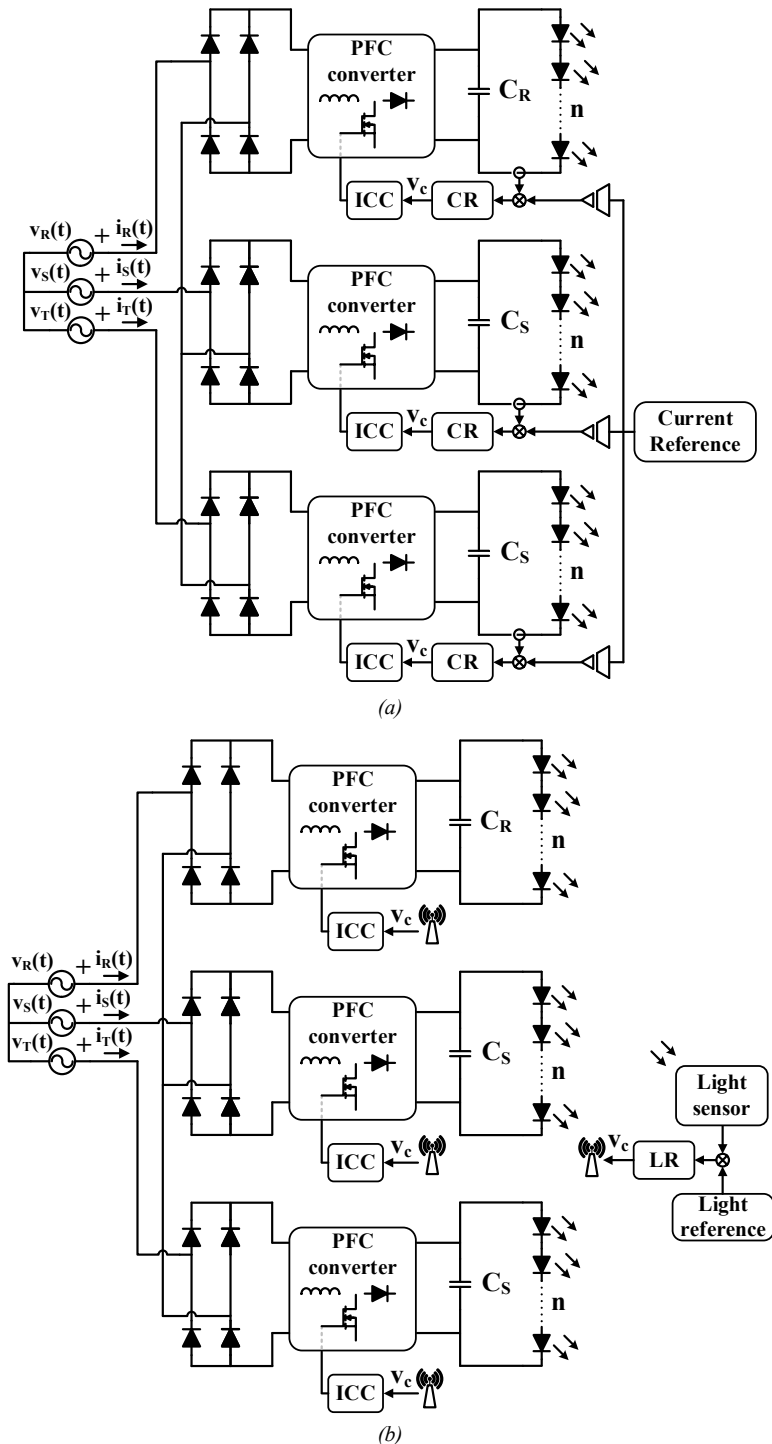 PFC
converter
C_R
n
ICC
v_c
CR
v_R(t)
+
i_R(t)
v_S(t)
+
i_S(t)
v_T(t)
+
i_T(t)
PFC
converter
C_S
n
ICC
v_c
CR
Current
Reference
PFC
converter
C_S
n
ICC
v_c
CR
(a)
PFC
converter
C_R
n
ICC
v_c
v_R(t)
+
i_R(t)
v_S(t)
+
i_S(t)
v_T(t)
+
i_T(t)
PFC
converter
C_S
n
ICC
v_c
Light
sensor
v_c
LR
Light
reference
PFC
converter
C_S
n
ICC
v_c
(b)